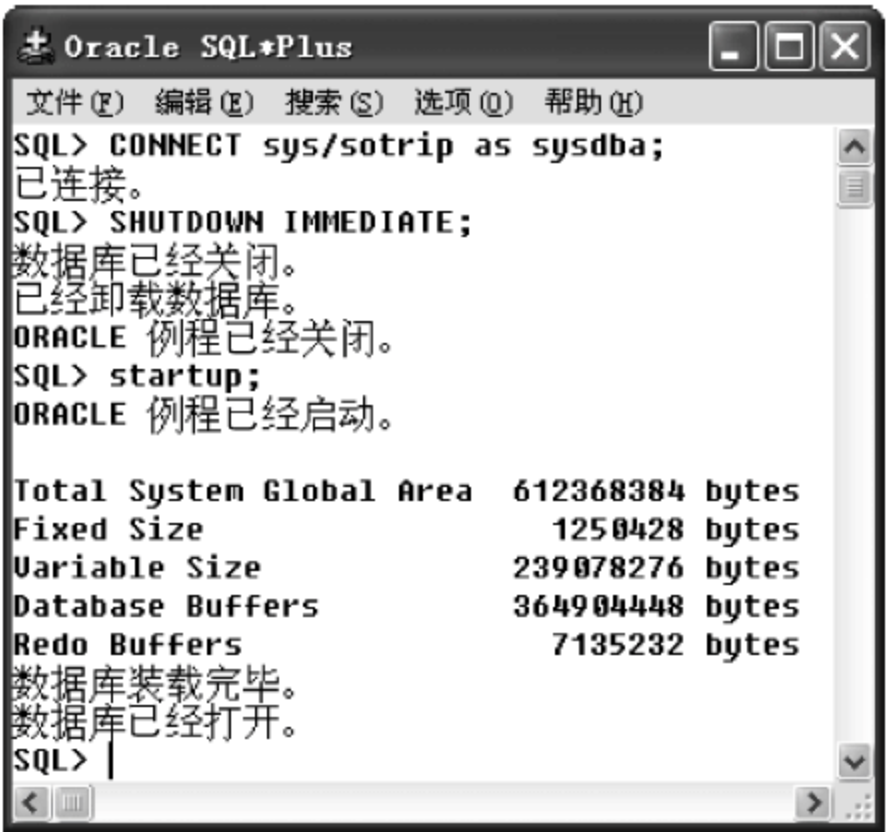 Oracle SQL*Plus
文件(F) 编辑(E) 搜索(S) 选项(O) 帮助(H)
SQL> CONNECT sys/sotrip as sysdba;
已连接。
SQL> SHUTDOWN IMMEDIATE;
数据库已经关闭。
已经卸载数据库。
ORACLE 例程已经关闭。
SQL> startup;
ORACLE 例程已经启动。
Total System Global Area  612368384 bytes
Fixed Size                  1250428 bytes
Variable Size             239078276 bytes
Database Buffers          364904448 bytes
Redo Buffers                7135232 bytes
数据库装载完毕。
数据库已经打开。
SQL>